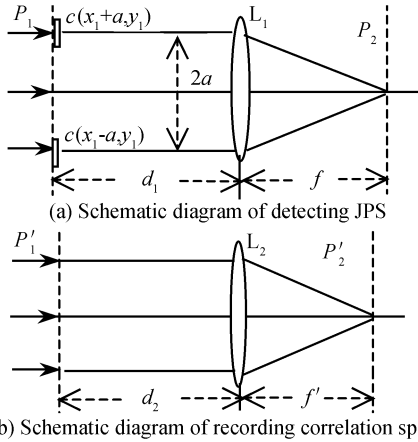 P₁
c(x₁+a,y₁)
L₁
P₂
2a
c(x₁-a,y₁)
d₁
f
(a) Schematic diagram of detecting JPS
P′₁
L₂
P′₂
d₂
f′
) Schematic diagram of recording correlation